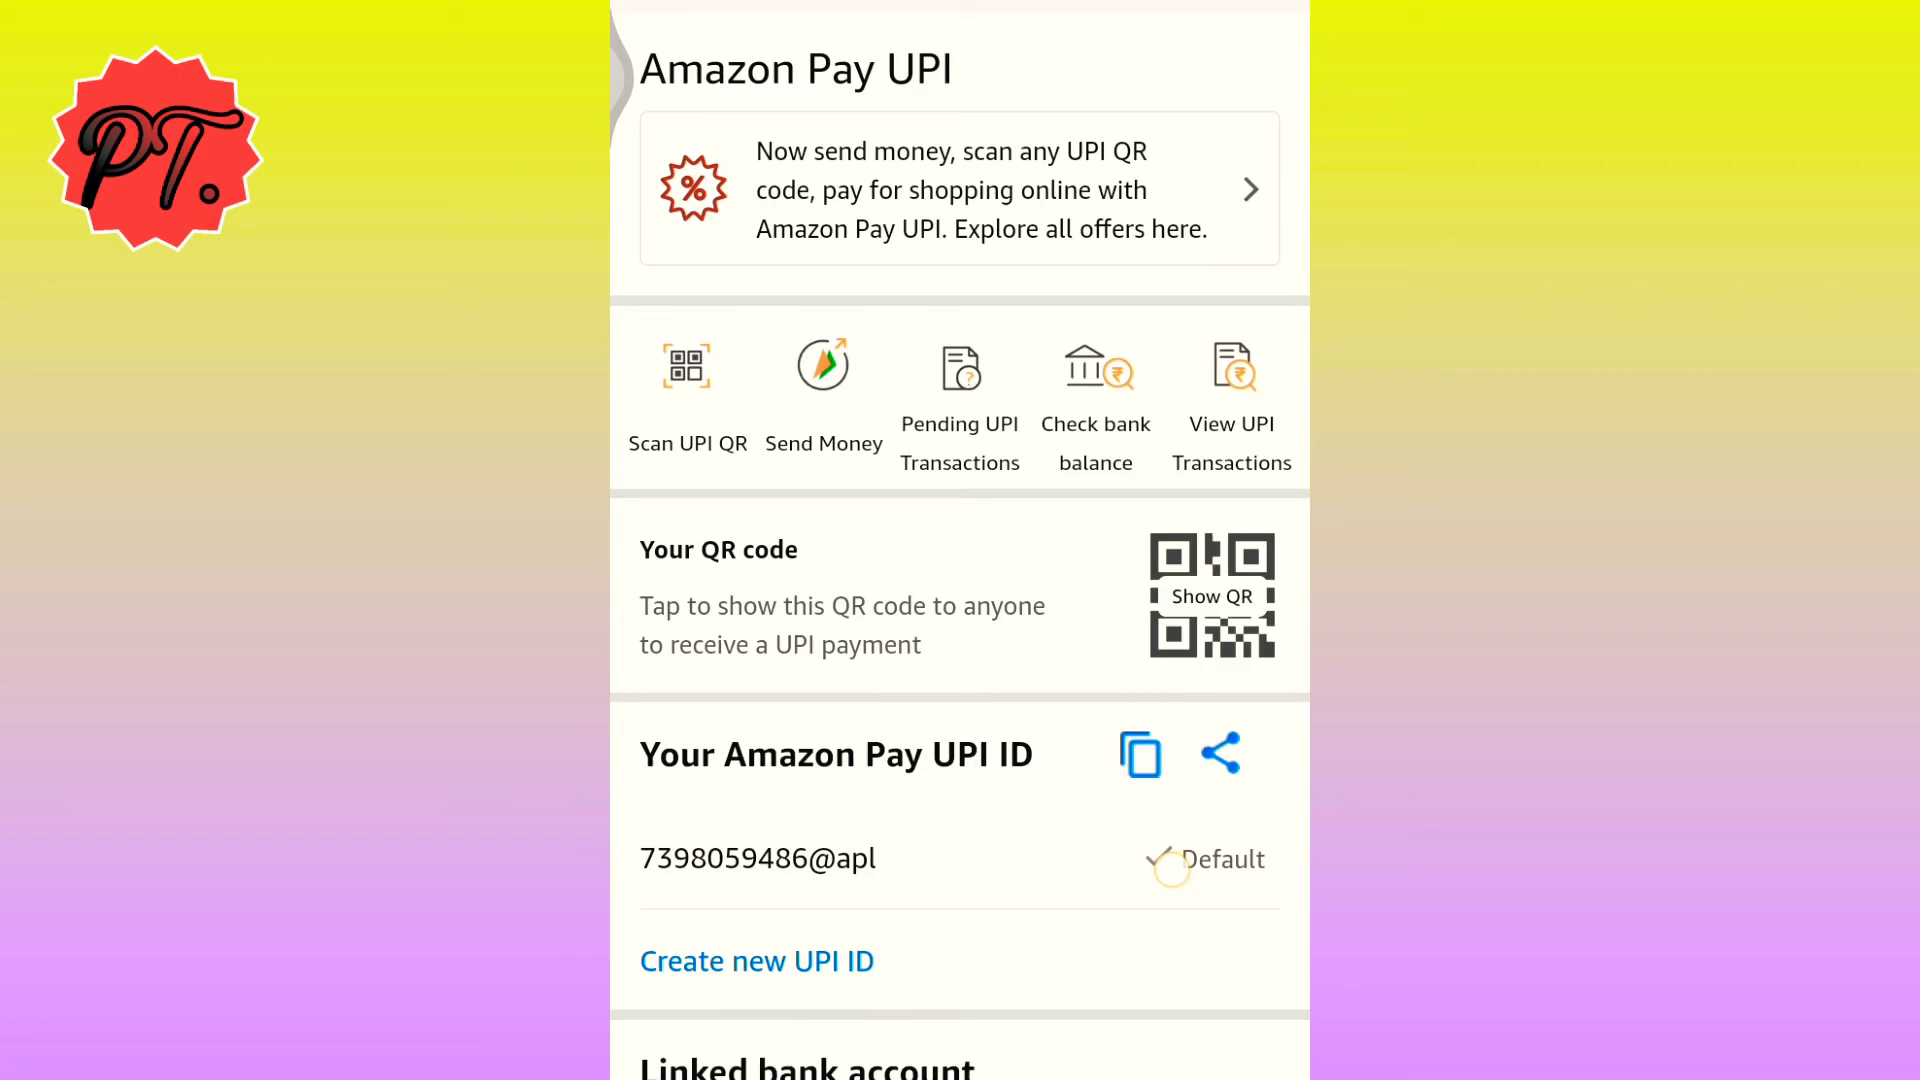 PT.
Amazon Pay UPI
Now send money, scan any UPI QR
code, pay for shopping online with
Amazon Pay UPI. Explore all offers here.
Scan UPI QR
Send Money
Pending UPI
Transactions
Check bank
balance
View UPI
Transactions
Your QR code
Tap to show this QR code to anyone
to receive a UPI payment
Show QR
Your Amazon Pay UPI ID
7398059486@apl
Default
Create new UPI ID
Linked bank account